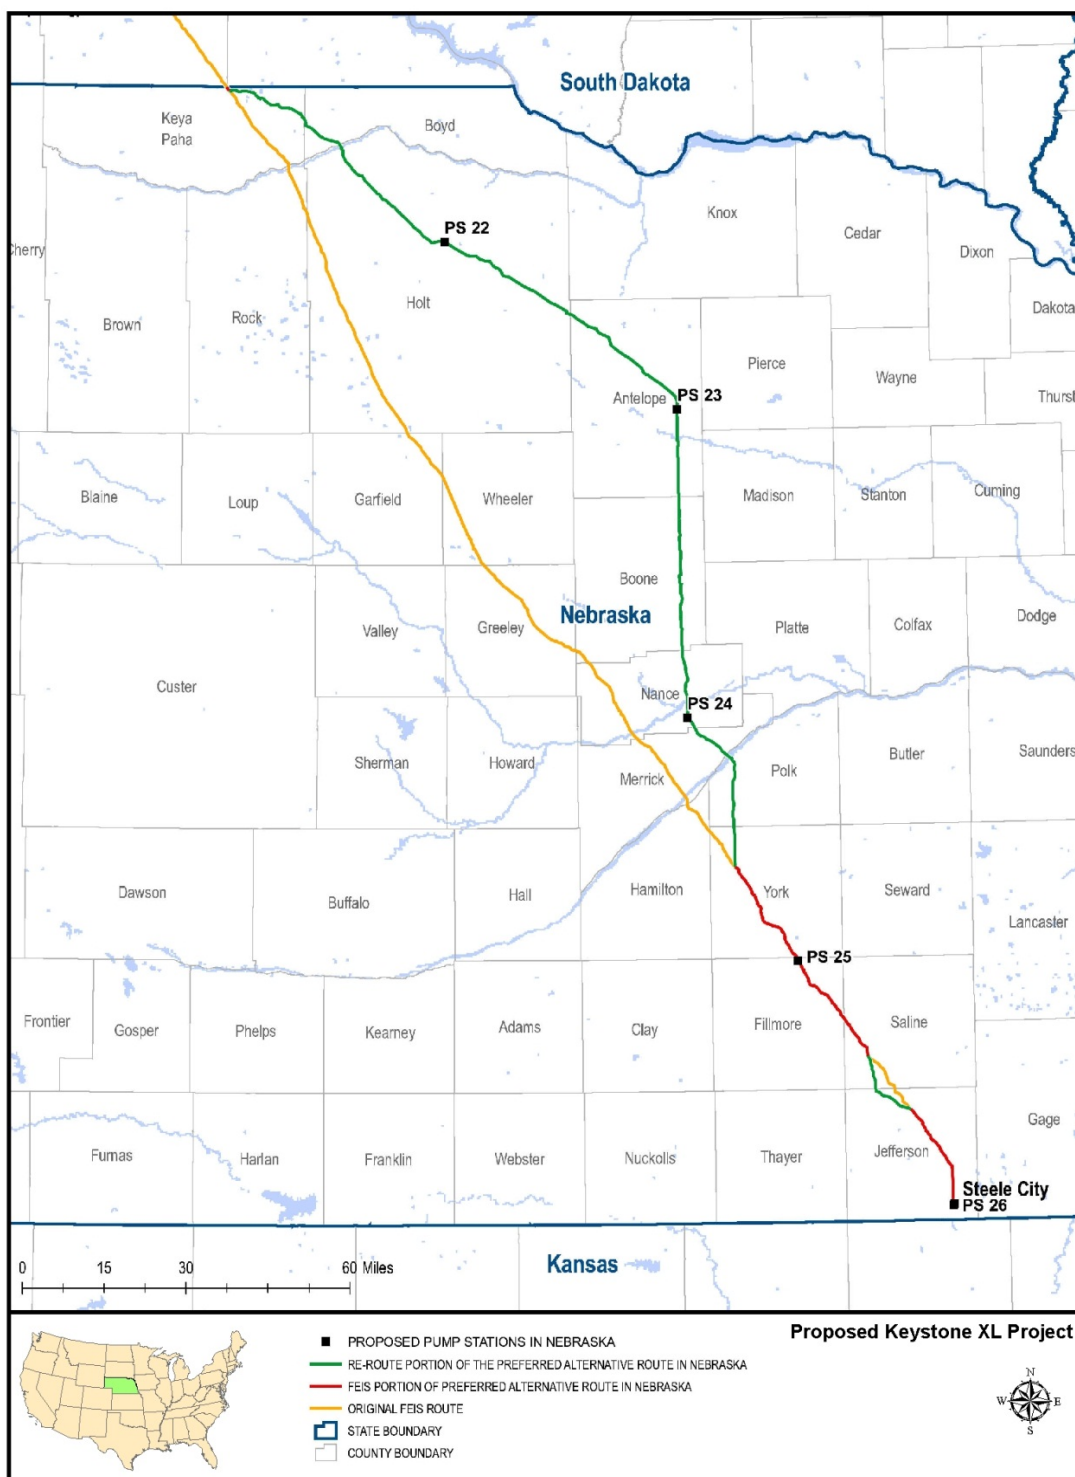 South Dakota
Keya
Paha
Boyd
Knox
Cedar
Dixon
PS 22
Cherry
Holt
Dakota
Brown
Rock
Pierce
Wayne
Antelope
PS 23
Thurst
Blaine
Loup
Garfield
Wheeler
Madison
Stanton
Cuming
Boone
Nebraska
Valley
Greeley
Platte
Colfax
Dodge
Custer
Nance
PS 24
Sherman
Howard
Merrick
Polk
Butler
Saunders
Dawson
Buffalo
Hall
Hamilton
York
Seward
Lancaster
PS 25
Frontier
Gosper
Phelps
Kearney
Adams
Clay
Fillmore
Saline
Gage
Furnas
Harlan
Franklin
Webster
Nuckolls
Thayer
Jefferson
Steele City
PS 26
0 15 30 60 Miles
Kansas
Proposed Keystone XL Project
PROPOSED PUMP STATIONS IN NEBRASKA
RE-ROUTE PORTION OF THE PREFERRED ALTERNATIVE ROUTE IN NEBRASKA
FEIS PORTION OF PREFERRED ALTERNATIVE ROUTE IN NEBRASKA
ORIGINAL FEIS ROUTE
STATE BOUNDARY
COUNTY BOUNDARY
N
W E
S